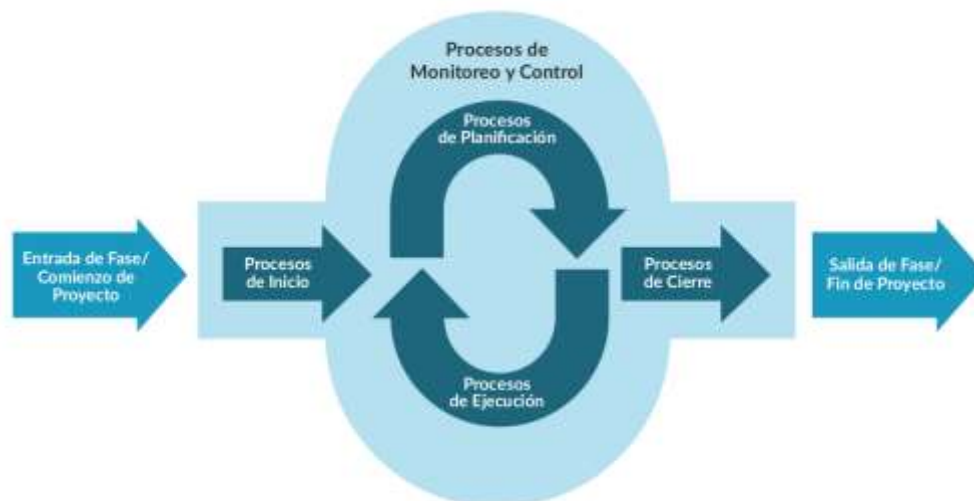 Procesos de
Monitoreo y Control
Procesos
de Planificación
Entrada de Fase/
Comienzo de
Proyecto
Procesos
de Inicio
Procesos
de Cierre
Salida de Fase/
Fin de Proyecto
Procesos
de Ejecución